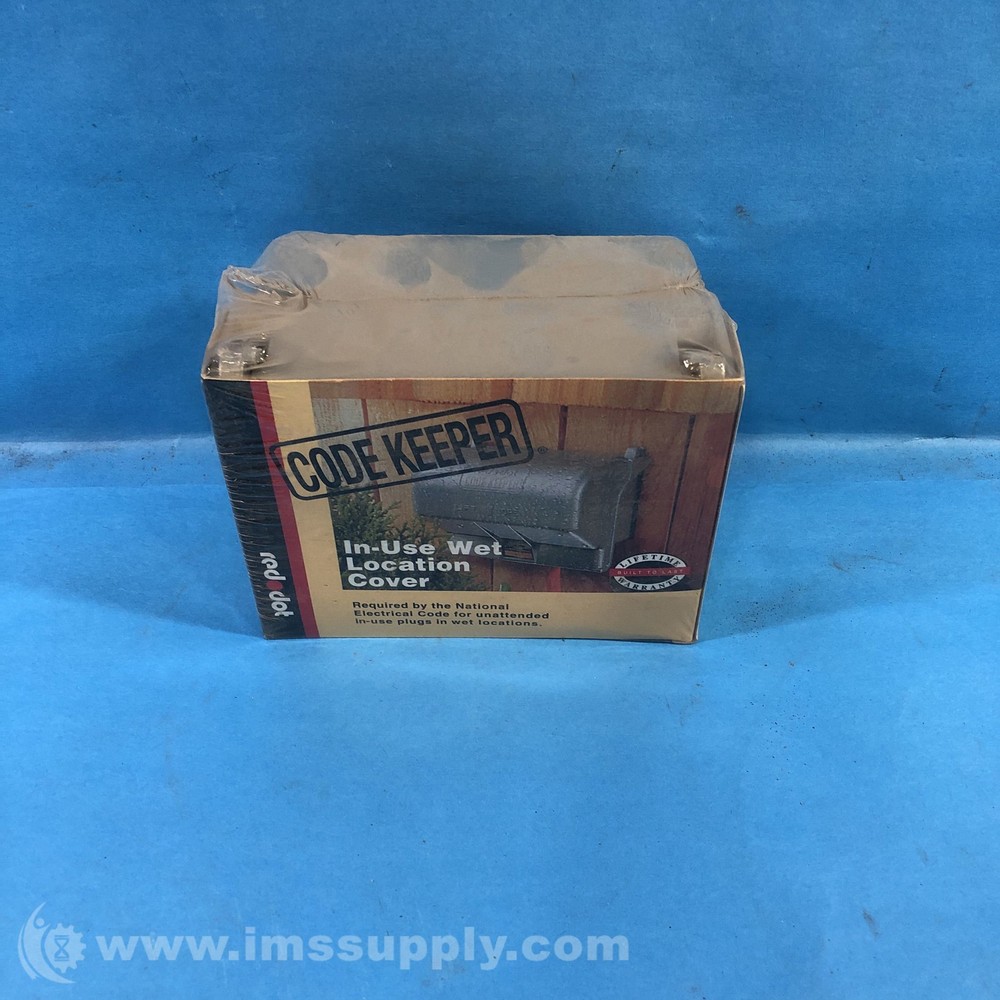 CODE KEEPER®
In-Use Wet
Location
Cover
Required by the National
Electrical Code for unattended
in-use plugs in wet locations.
red dot
LIFETIME
BUILT TO LAST
WARRANTY
www.imssupply.com